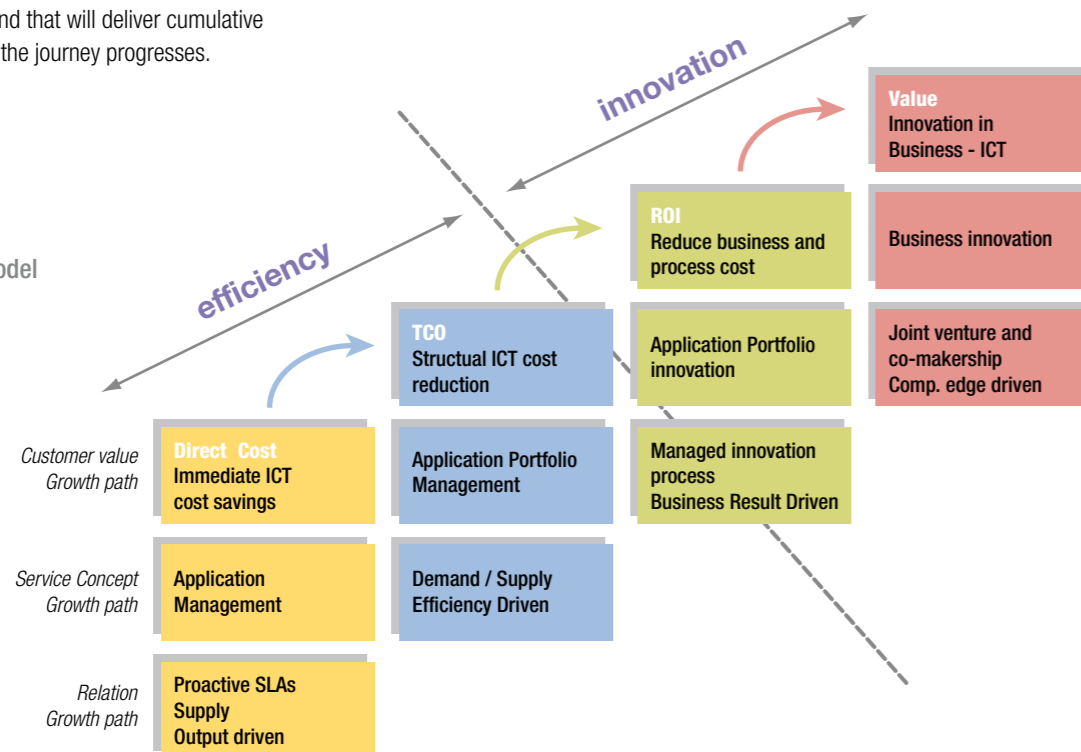 nd that will deliver cumulative
the journey progresses.
odel
efficiency
innovation
Value
Innovation in
Business - ICT
ROI
Reduce business and
process cost
Business innovation
TCO
Structual ICT cost
reduction
Application Portfolio
innovation
Joint venture and
co-makership
Comp. edge driven
Customer value
Growth path
Direct Cost
Immediate ICT
cost savings
Application Portfolio
Management
Managed innovation
process
Business Result Driven
Service Concept
Growth path
Application
Management
Demand / Supply
Efficiency Driven
Relation
Growth path
Proactive SLAs
Supply
Output driven